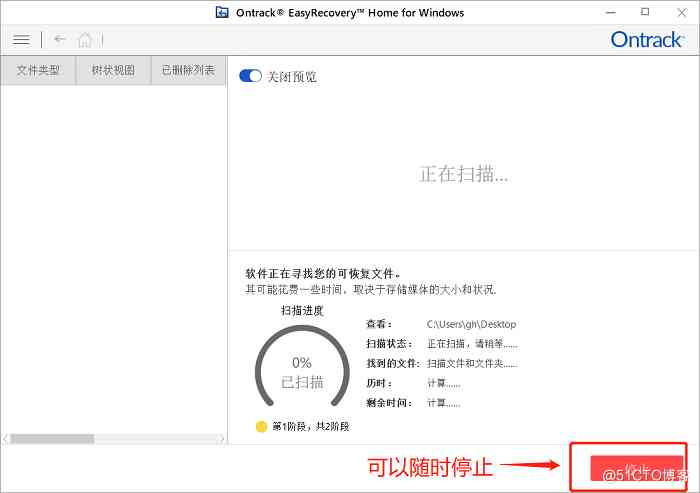 Ontrack® EasyRecovery™ Home for Windows
Ontrack
文件类型 树状视图 已删除列表
关闭预览
正在扫描...
软件正在寻找您的可恢复文件。
其可能花费一些时间，取决于存储媒体的大小和状况.
扫描进度
0%
已扫描
查看： C:\Users\gh\Desktop
扫描状态： 正在扫描，请稍等......
找到的文件: 扫描文件和文件夹......
历时： 计算......
剩余时间： 计算......
第1阶段，共2阶段
可以随时停止
停止
@51CTO博客